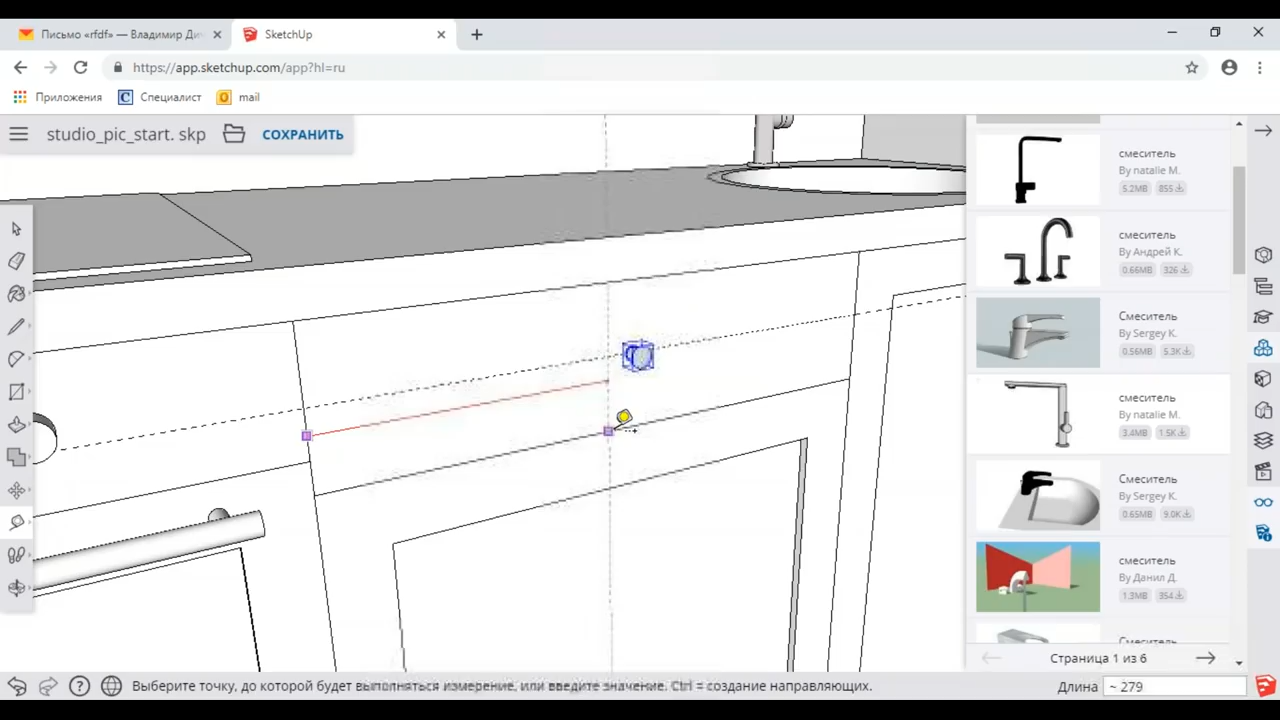 Письмо «rfdf» — Владимир Дич
SketchUp
https://app.sketchup.com/app?hl=ru
Приложения
Специалист
mail
studio_pic_start. skp
СОХРАНИТЬ
смеситель
By natalie M.
5.2MB 855
смеситель
By Андрей К.
0.66MB 326
Смеситель
By Sergey K.
0.56MB 5.3K
смеситель
By natalie M.
3.4MB 1.5K
Смеситель
By Sergey K.
0.65MB 9.0K
смеситель
By Данил Д.
1.3MB 354
Смеситель
Страница 1 из 6
Выберите точку, до которой будет выполняться измерение, или введите значение. Ctrl = создание направляющих.
Длина ~ 279